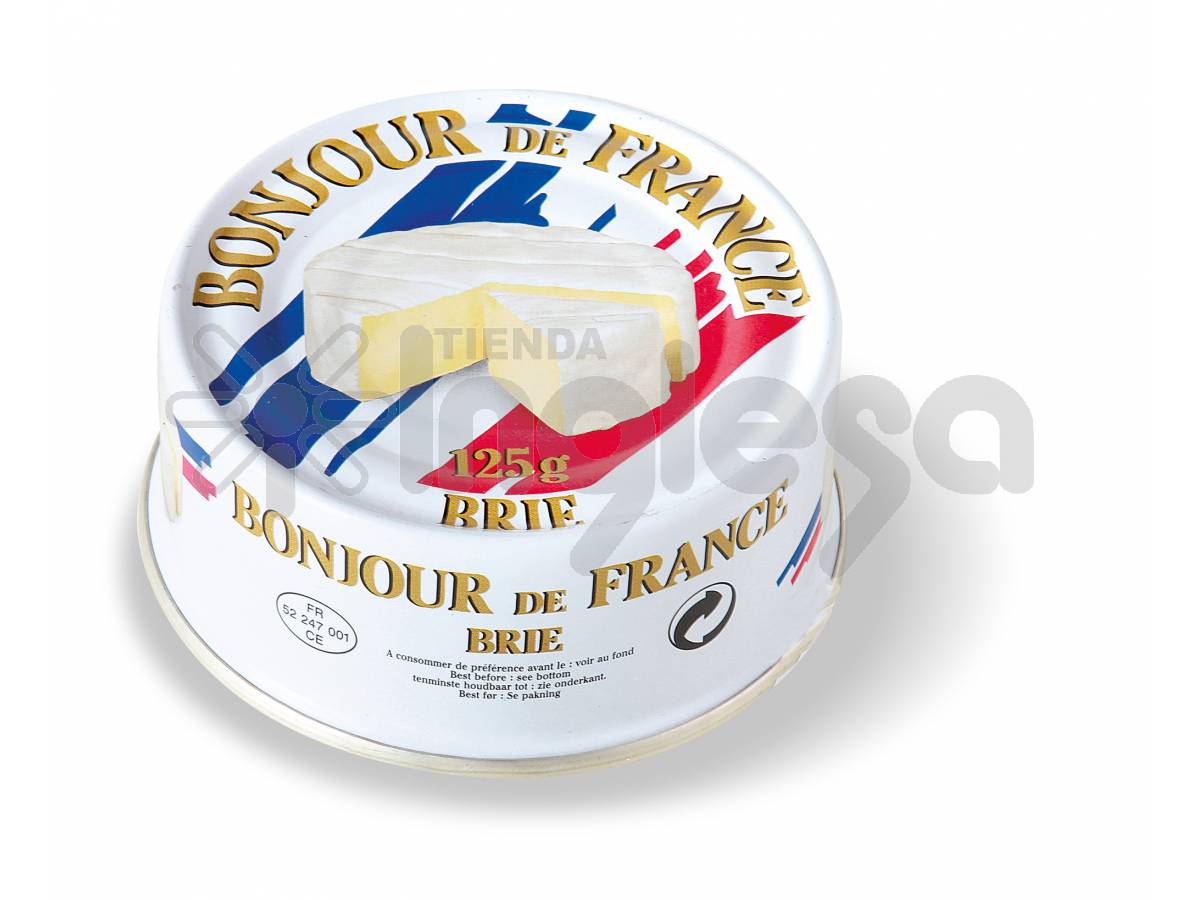 BONJOUR DE FRANCE
TIENDA
Inglesa
125g
BRIE
BONJOUR DE FRANCE
BRIE
FR
52 247 001
CE
A consommer de préférence avant le : voir au fond
Best before : see bottom
tenminste houdbaar tot : zie onderkant.
Best før : Se pakning